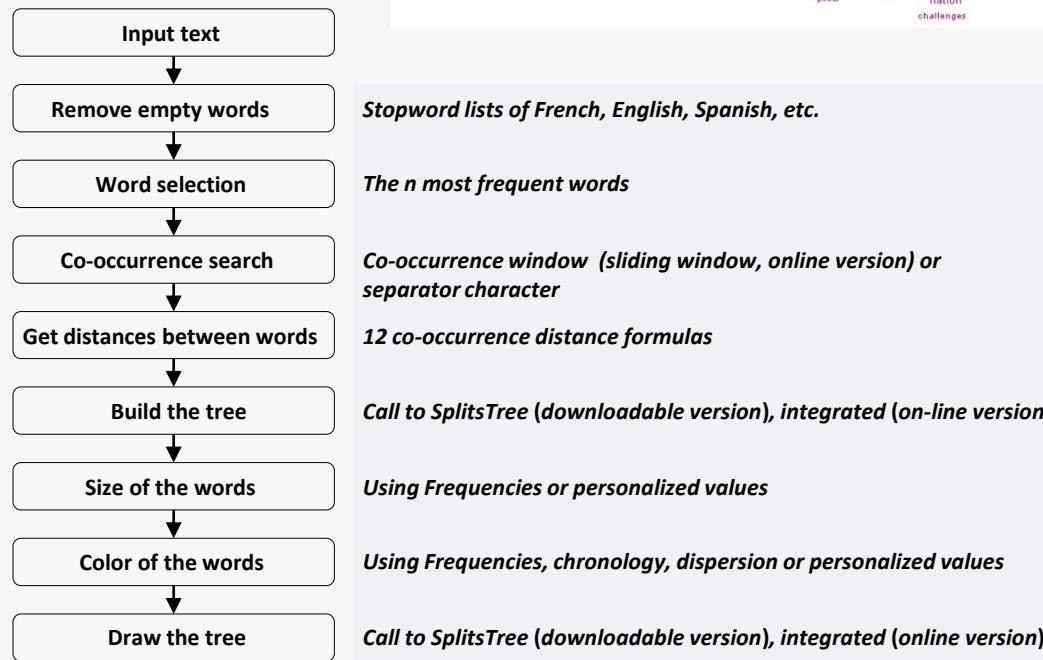 nation
challenges
Input text
Remove empty words
Stopword lists of French, English, Spanish, etc.
Word selection
The n most frequent words
Co-occurrence search
Co-occurrence window (sliding window, online version) or
separator character
Get distances between words
12 co-occurrence distance formulas
Build the tree
Call to SplitsTree (downloadable version), integrated (on-line version
Size of the words
Using Frequencies or personalized values
Color of the words
Using Frequencies, chronology, dispersion or personalized values
Draw the tree
Call to SplitsTree (downloadable version), integrated (online version)